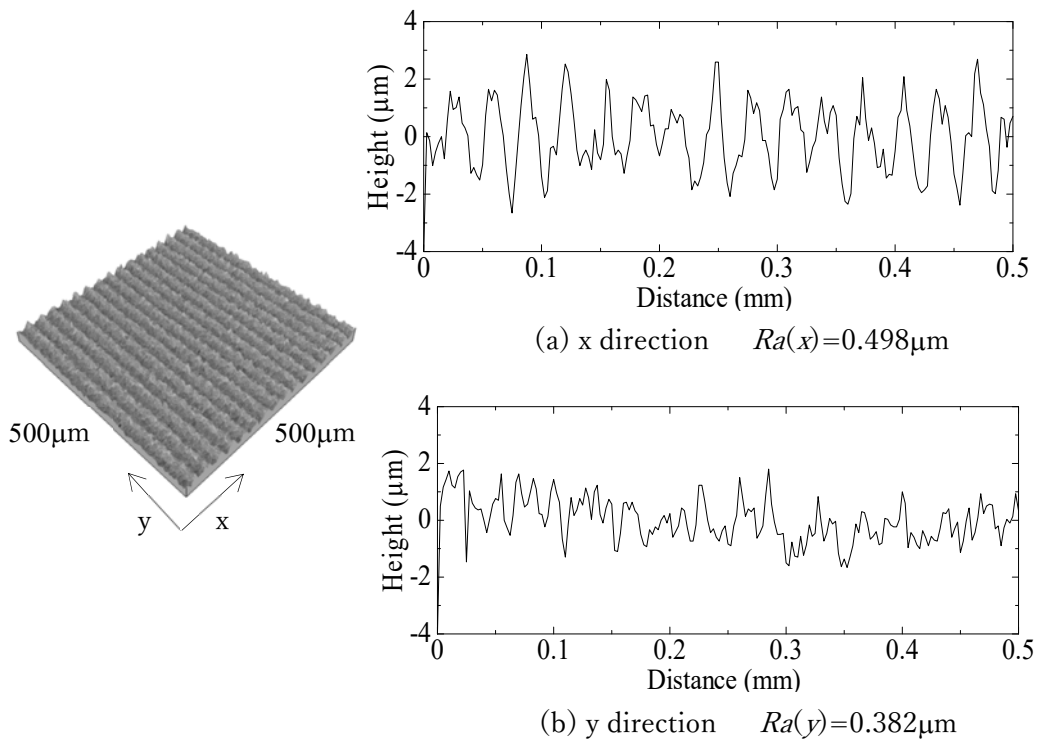 500μm
500μm
y
x
Height (μm)
4
2
0
-2
-4
0
0.1
0.2
0.3
0.4
0.5
Distance (mm)
(a) x direction Ra(x)=0.498μm
Height (μm)
4
2
0
-2
-4
0
0.1
0.2
0.3
0.4
0.5
Distance (mm)
(b) y direction Ra(y)=0.382μm